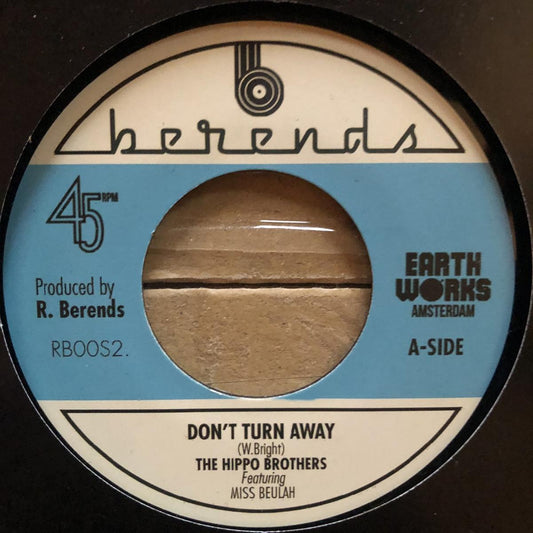 b
berends
45 RPM
Produced by
R. Berends
RBOOS2.
EARTH
WORKS
AMSTERDAM
A-SIDE
DON'T TURN AWAY
(W.Bright)
THE HIPPO BROTHERS
Featuring
MISS BEULAH